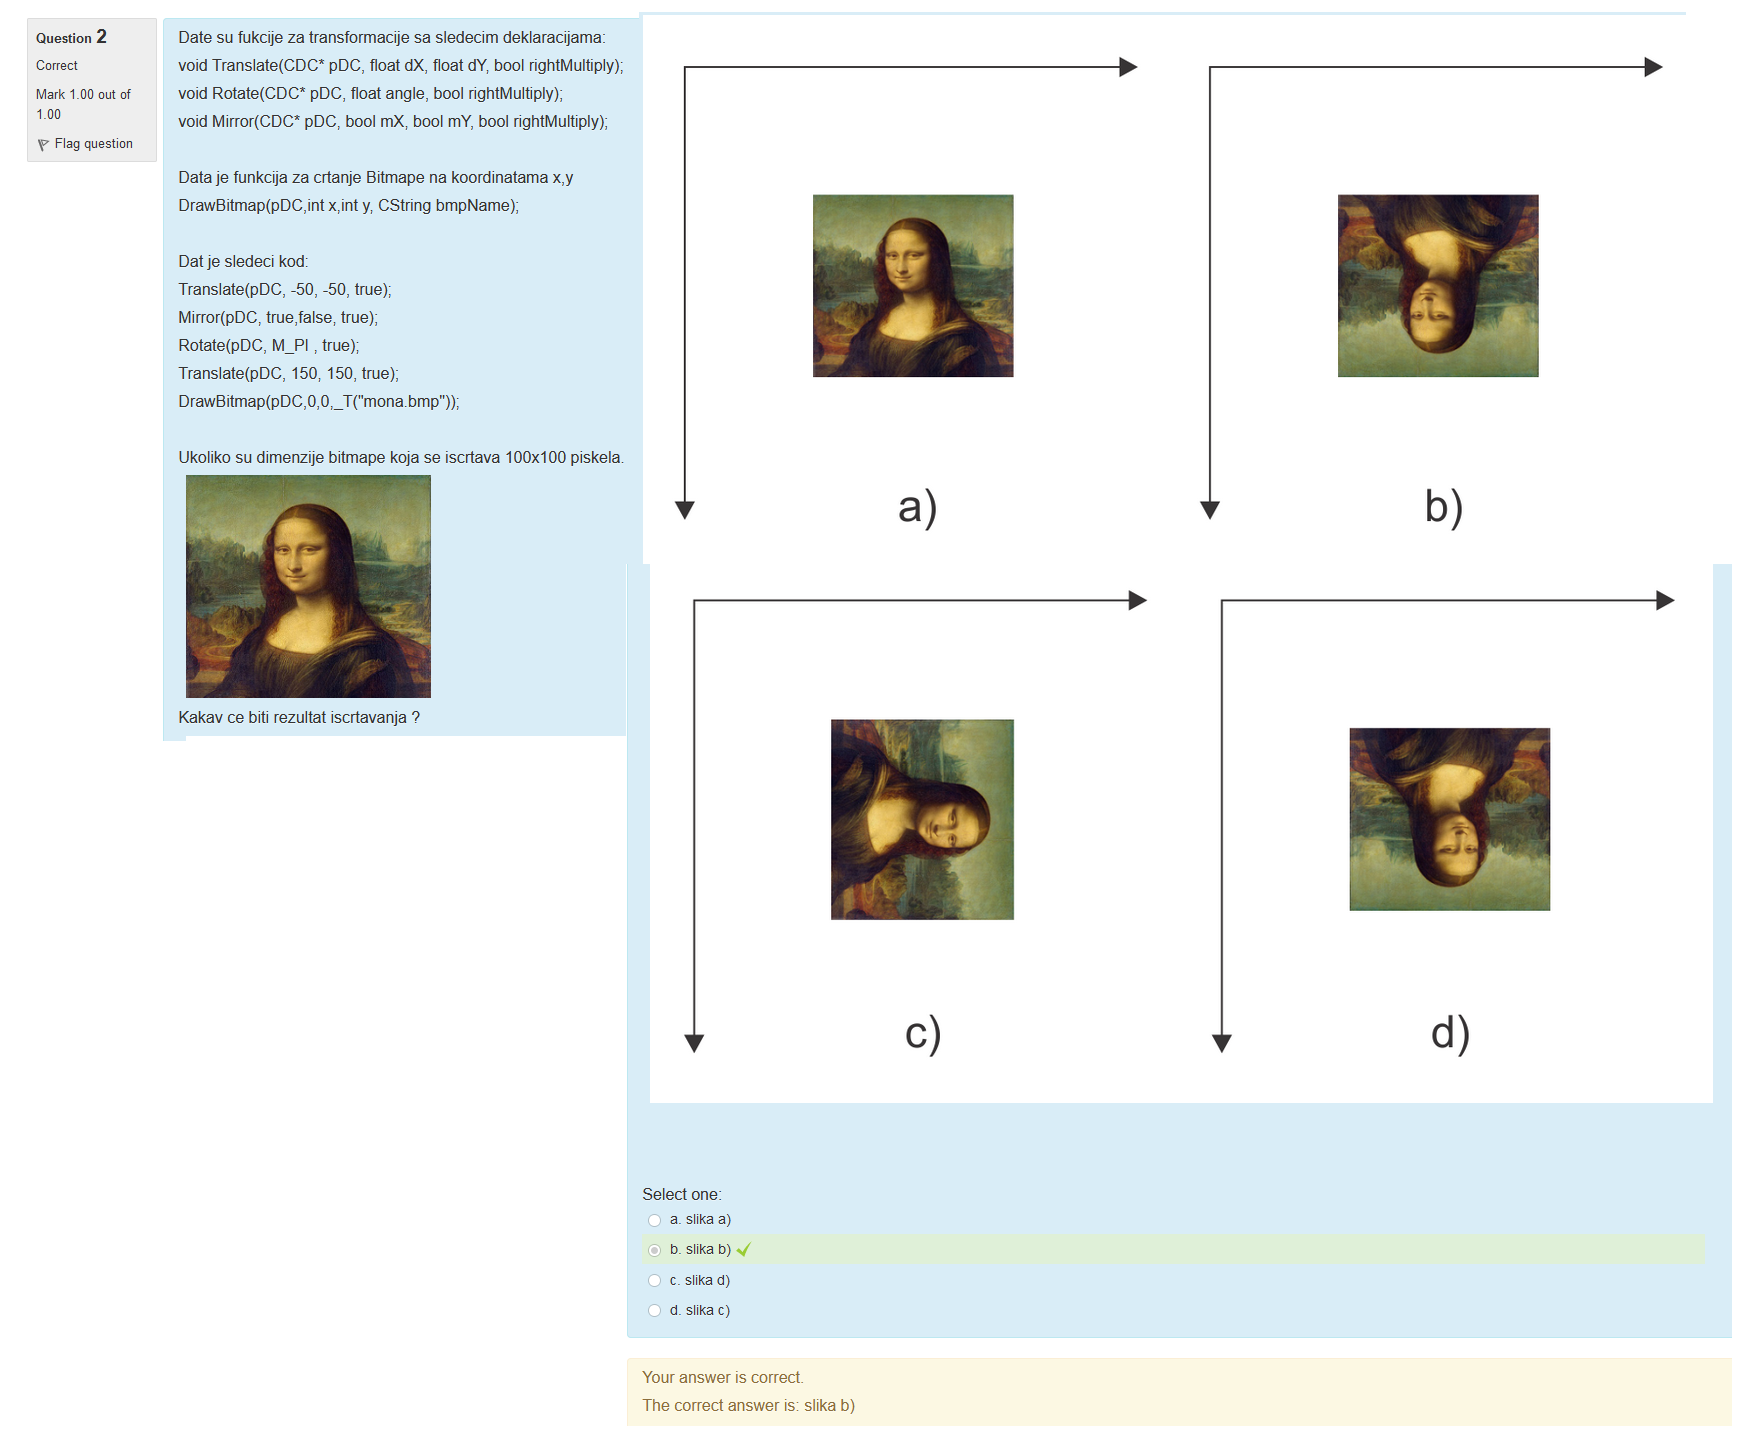 Question 2
Correct
Mark 1.00 out of
1.00
Flag question
Date su fukcije za transformacije sa sledecim deklaracijama:
void Translate(CDC* pDC, float dX, float dY, bool rightMultiply);
void Rotate(CDC* pDC, float angle, bool rightMultiply);
void Mirror(CDC* pDC, bool mX, bool mY, bool rightMultiply);
Data je funkcija za crtanje Bitmape na koordinatama x,y
DrawBitmap(pDC,int x,int y, CString bmpName);
Dat je sledeci kod:
Translate(pDC, -50, -50, true);
Mirror(pDC, true,false, true);
Rotate(pDC, M_PI , true);
Translate(pDC, 150, 150, true);
DrawBitmap(pDC,0,0,_T("mona.bmp"));
Ukoliko su dimenzije bitmape koja se iscrtava 100x100 piskela.
Kakav ce biti rezultat iscrtavanja ?
a)
b)
c)
d)
Select one:
a. slika a)
b. slika b)
c. slika d)
d. slika c)
Your answer is correct.
The correct answer is: slika b)